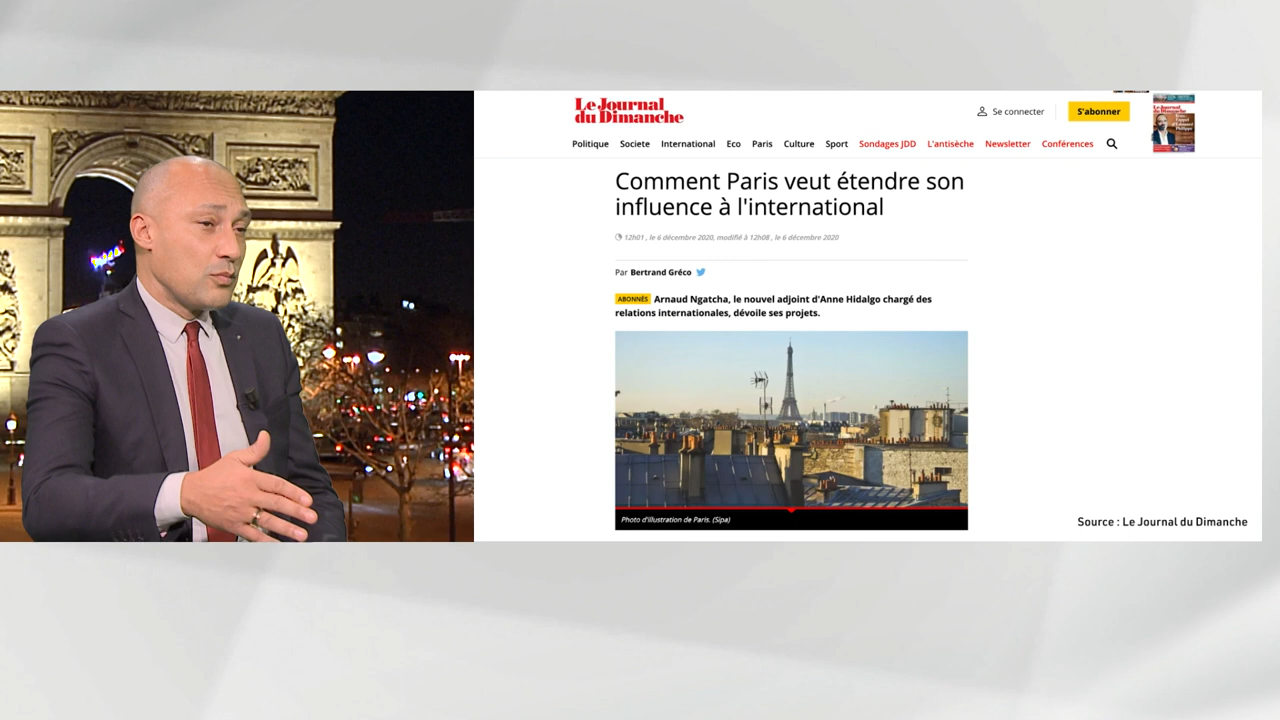 Le Journal
du Dimanche
Se connecter
S'abonner
Politique Societe International Eco Paris Culture Sport Sondages JDD L'antisèche Newsletter Conférences
Comment Paris veut étendre son
influence à l'international
12h01 , le 6 décembre 2020, modifié à 12h08 , le 6 décembre 2020
Par Bertrand Gréco
ABONNÉS Arnaud Ngatcha, le nouvel adjoint d'Anne Hidalgo chargé des
relations internationales, dévoile ses projets.
Photo d'illustration de Paris. (Sipa)
Source : Le Journal du Dimanche